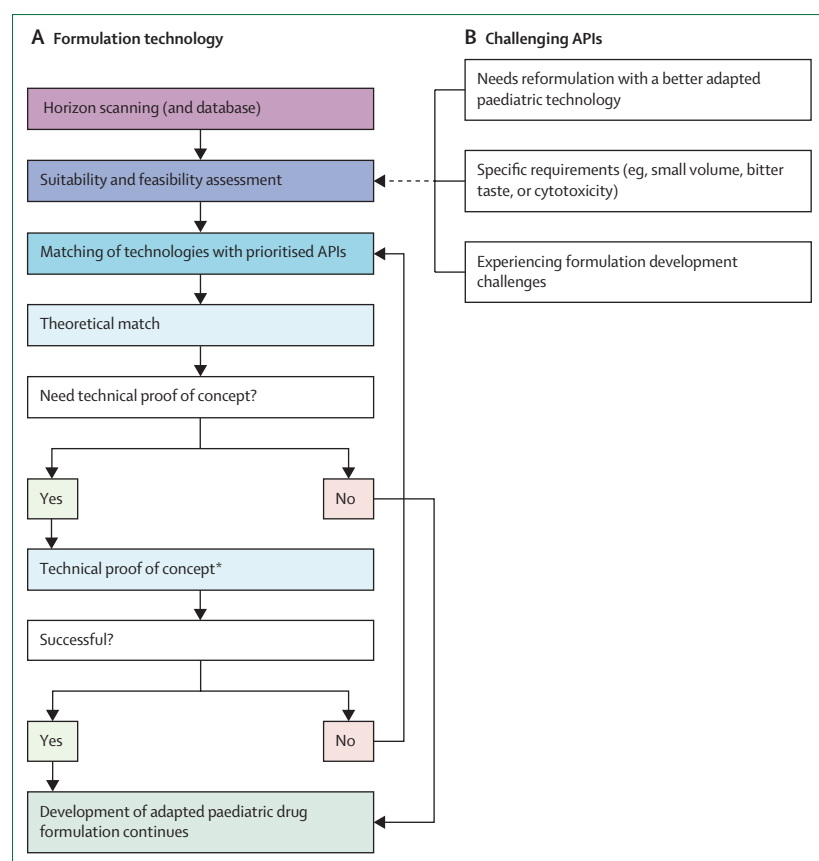 A Formulation technology
Horizon scanning (and database)
Suitability and feasibility assessment
Matching of technologies with prioritised APIs
Theoretical match
Need technical proof of concept?
Yes
No
Technical proof of concept*
Successful?
Yes
No
Development of adapted paediatric drug
formulation continues
B Challenging APIs
Needs reformulation with a better adapted
paediatric technology
Specific requirements (eg, small volume, bitter
taste, or cytotoxicity)
Experiencing formulation development
challenges